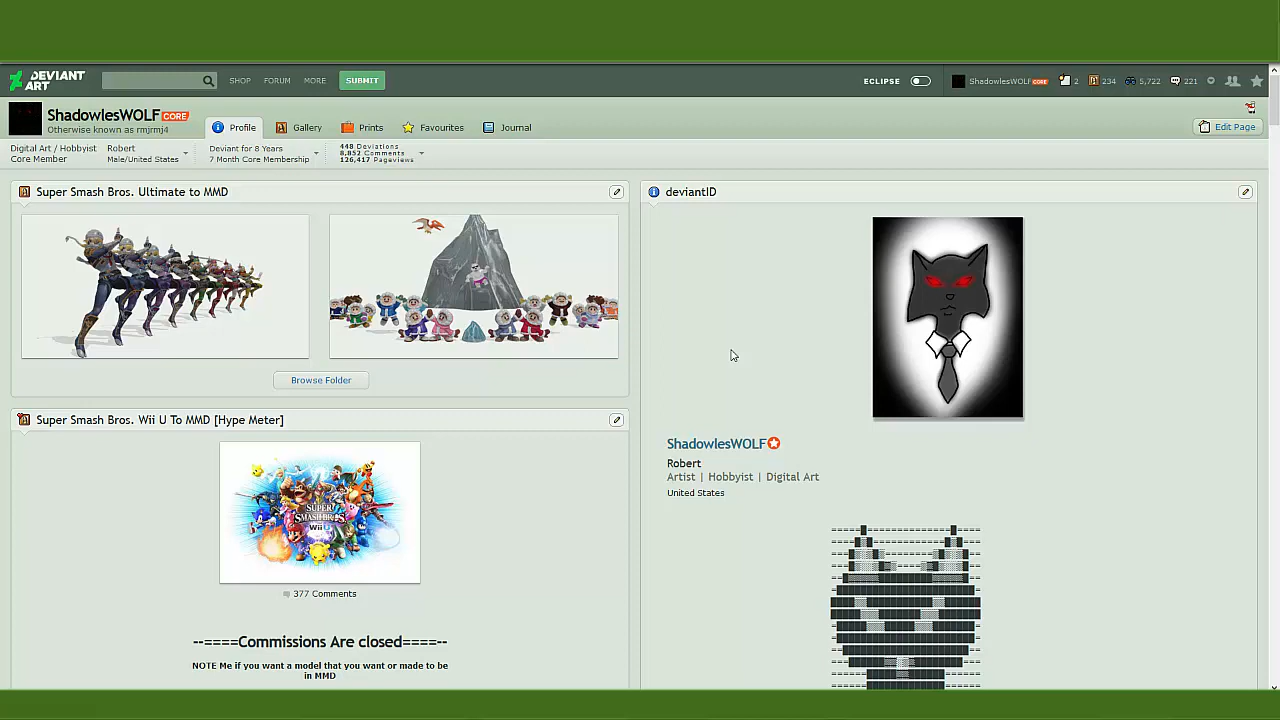 DEVIANT ART
SHOP FORUM MORE SUBMIT
ECLIPSE
ShadowlesWOLF CORE 2 234 5,722 221
ShadowlesWOLF CORE
Otherwise known as rmjrmj4
Profile Gallery Prints Favourites Journal
Edit Page
Digital Art / Hobbyist
Core Member
Robert
Male/United States
Deviant for 8 Years
7 Month Core Membership
448 Deviations
8,852 Comments
126,417 Pageviews
Super Smash Bros. Ultimate to MMD
Browse Folder
Super Smash Bros. Wii U To MMD [Hype Meter]
SUPER
SMASH BROS
Wii U
377 Comments
--====Commissions Are closed====--
NOTE Me if you want a model that you want or made to be
in MMD
deviantID
ShadowlesWOLF
Robert
Artist | Hobbyist | Digital Art
United States